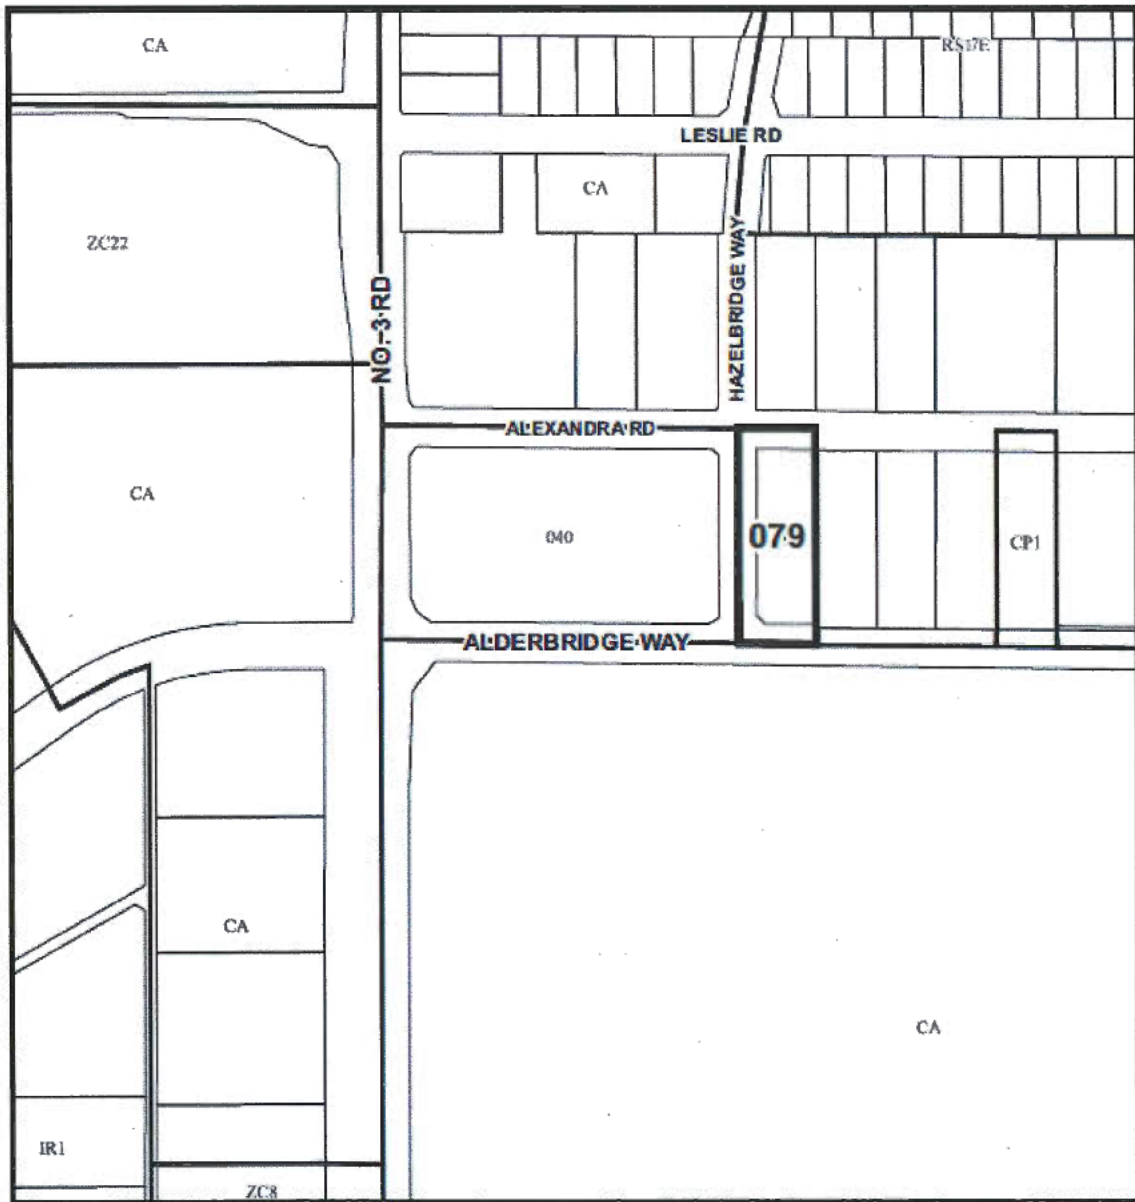 CA
RS17E
LESLIE RD
CA
ZC22
HAZELBRIDGE WAY
NO. 3 RD
ALEXANDRA RD
CA
040
079
CP1
ALDERBRIDGE WAY
CA
CA
IR1
ZC8